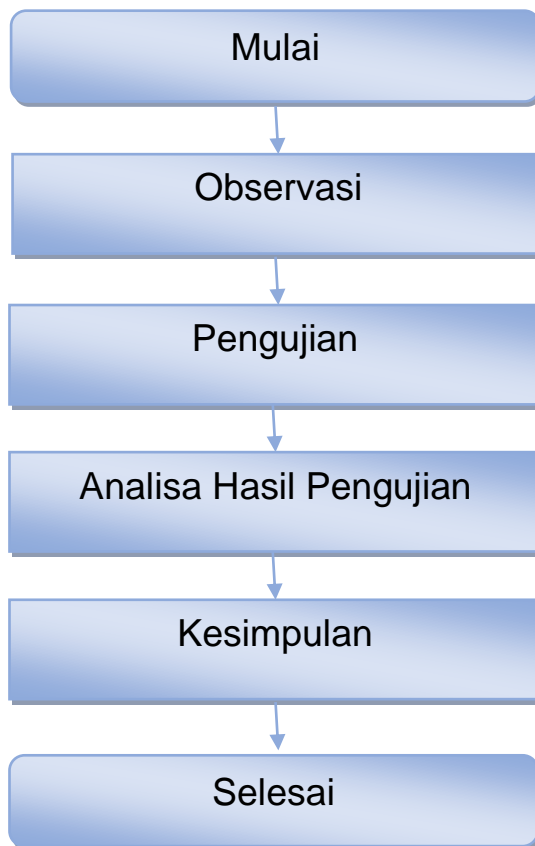 Mulai
Observasi
Pengujian
Analisa Hasil Pengujian
Kesimpulan
Selesai